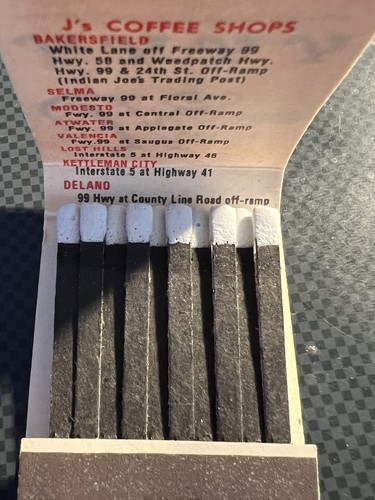 J's COFFEE SHOPS
BAKERSFIELD
White Lane off Freeway 99
Hwy. 58 and Weedpatch Hwy.
Hwy. 99 & 24th St. Off-Ramp
(Indian Joe's Trading Post)
SELMA
Freeway 99 at Floral Ave.
MODESTO
Fwy. 99 at Central Off-Ramp
ATWATER
Fwy. 99 at Applegate Off-Ramp
VALENCIA
Fwy. 99 at Saugus Off-Ramp
LOST HILLS
Interstate 5 at Highway 46
KETTLEMAN CITY
Interstate 5 at Highway 41
DELANO
99 Hwy at County Line Road off-ramp